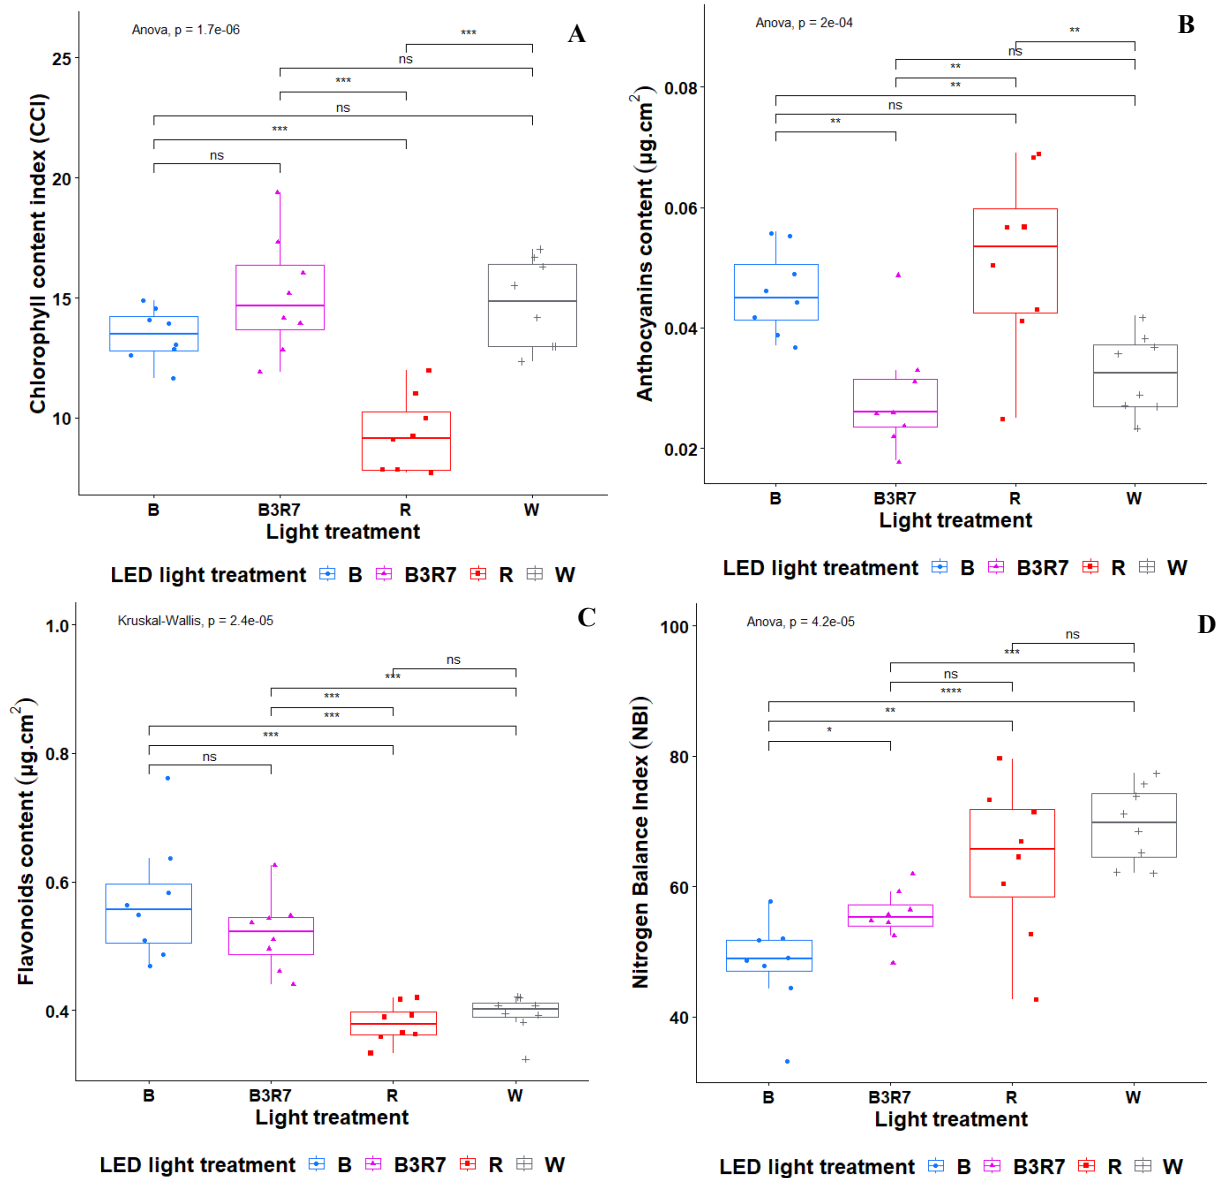 Anova, p = 1.7e-06
A
***
ns
***
ns
***
ns
25
20
15
10
Chlorophyll content index (CCI)
B B3R7 R W
Light treatment
LED light treatment B B3R7 R W
Anova, p = 2e-04
B
**
ns
**
**
ns
**
0.08
0.06
0.04
0.02
Anthocyanins content (µg.cm²)
B B3R7 R W
Light treatment
LED light treatment B B3R7 R W
Kruskal-Wallis, p = 2.4e-05
C
ns
***
***
***
***
ns
1.0
0.8
0.6
0.4
Flavonoids content (µg.cm²)
B B3R7 R W
Light treatment
LED light treatment B B3R7 R W
Anova, p = 4.2e-05
D
ns
***
ns
****
**
*
100
80
60
40
Nitrogen Balance Index (NBI)
B B3R7 R W
Light treatment
LED light treatment B B3R7 R W